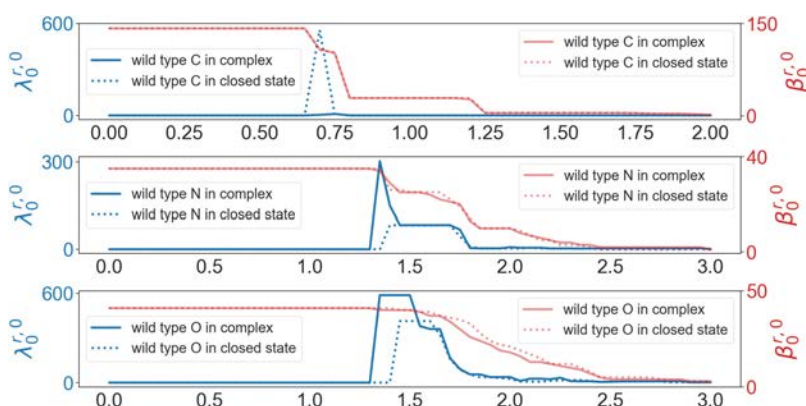 600
150
λ₀^{r,0}
wild type C in complex
wild type C in closed state
wild type C in complex
wild type C in closed state
β₀^{r,0}
0
0
0.00 0.25 0.50 0.75 1.00 1.25 1.50 1.75 2.00
300
40
λ₀^{r,0}
wild type N in complex
wild type N in closed state
wild type N in complex
wild type N in closed state
β₀^{r,0}
0
0
0.0 0.5 1.0 1.5 2.0 2.5 3.0
600
50
λ₀^{r,0}
wild type O in complex
wild type O in closed state
wild type O in complex
wild type O in closed state
β₀^{r,0}
0
0
0.0 0.5 1.0 1.5 2.0 2.5 3.0